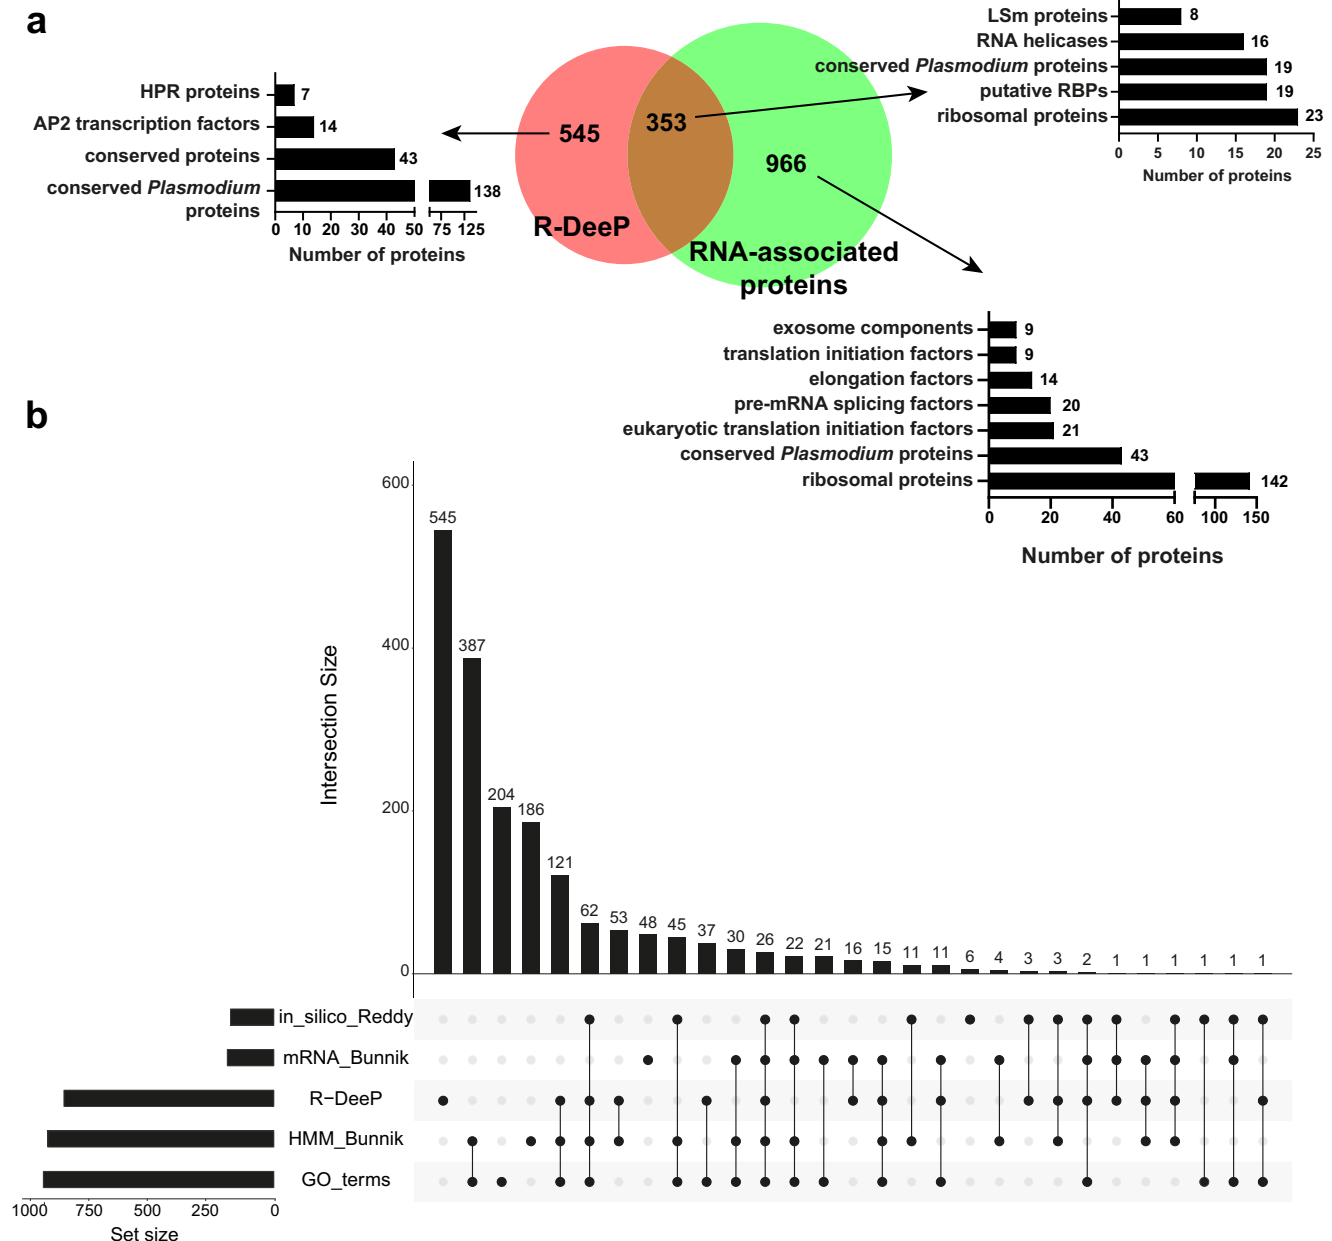 a
HPR proteins 7
AP2 transcription factors 14
conserved proteins 43
conserved Plasmodium 138
proteins
0 10 20 30 40 50 75 125
Number of proteins
545
353
966
R-DeeP
RNA-associated
proteins
LSm proteins 8
RNA helicases 16
conserved Plasmodium proteins 19
putative RBPs 19
ribosomal proteins 23
0 5 10 15 20 25
Number of proteins
exosome components 9
translation initiation factors 9
elongation factors 14
pre-mRNA splicing factors 20
eukaryotic translation initiation factors 21
conserved Plasmodium proteins 43
ribosomal proteins 142
0 20 40 60 100 150
Number of proteins
b
Intersection Size
600
400
200
0
545 387 204 186 121 62 53 48 45 37 30 26 22 21 16 15 11 11 6 4 3 3 2 1 1 1 1 1 1
in_silico_Reddy
mRNA_Bunnik
R−DeeP
HMM_Bunnik
GO_terms
1000 750 500 250 0
Set size